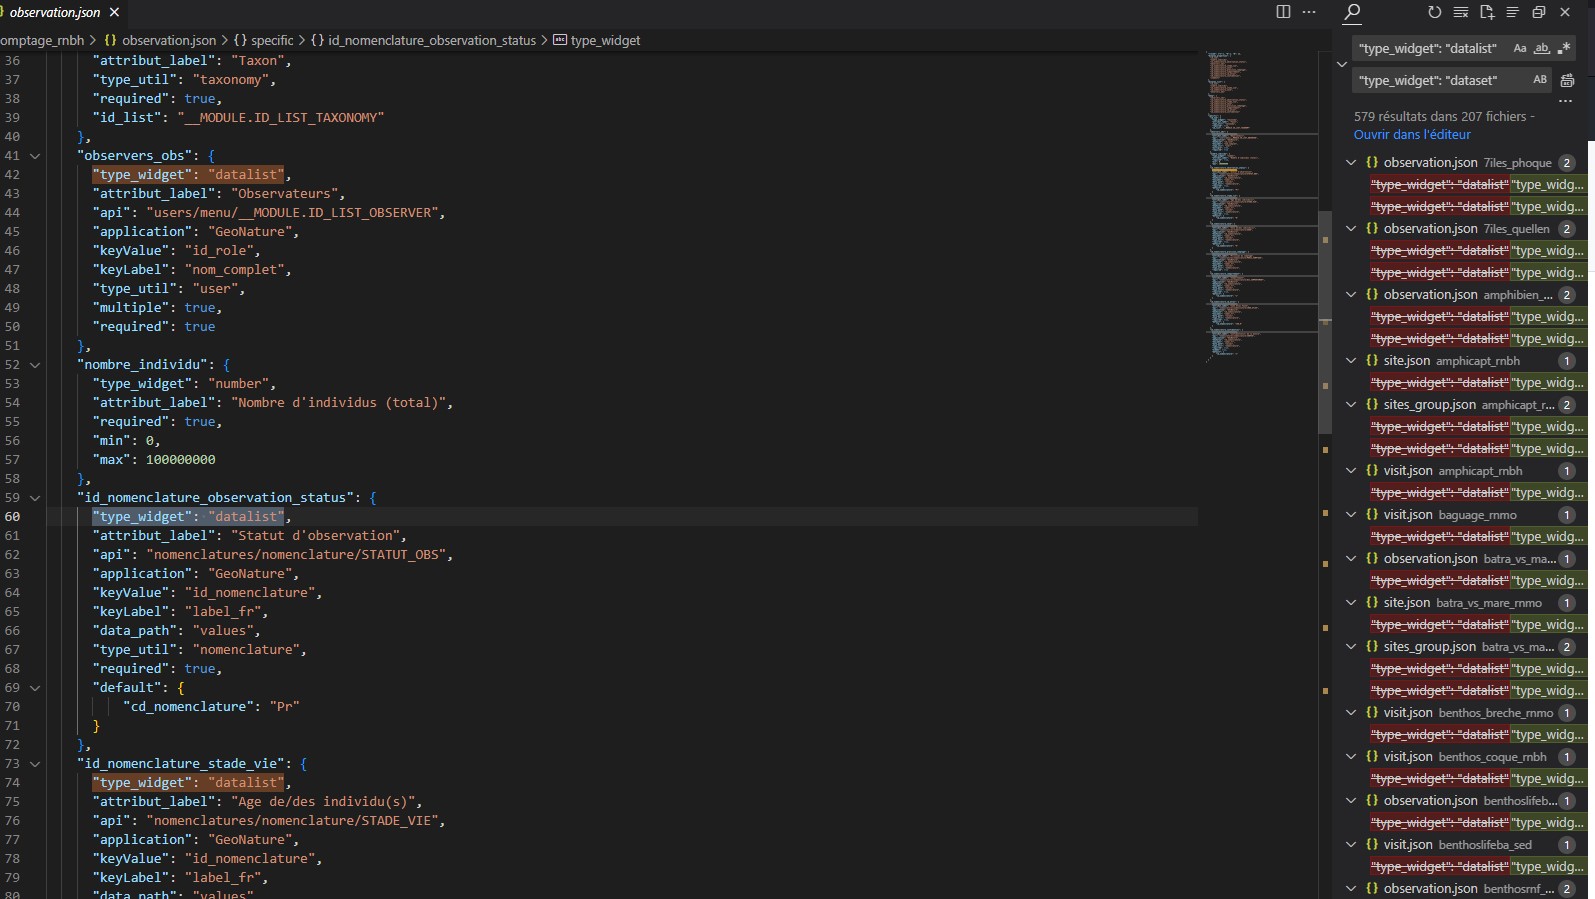 observation.json
omptage_rnbh > observation.json > specific > id_nomenclature_observation_status > type_widget
36 "attribut_label": "Taxon",
37 "type_util": "taxonomy",
38 "required": true,
39 "id_list": "__MODULE.ID_LIST_TAXONOMY"
40 },
41 "observers_obs": {
42 "type_widget": "datalist",
43 "attribut_label": "Observateurs",
44 "api": "users/menu/__MODULE.ID_LIST_OBSERVER",
45 "application": "GeoNature",
46 "keyValue": "id_role",
47 "keyLabel": "nom_complet",
48 "type_util": "user",
49 "multiple": true,
50 "required": true
51 },
52 "nombre_individu": {
53 "type_widget": "number",
54 "attribut_label": "Nombre d'individus (total)",
55 "required": true,
56 "min": 0,
57 "max": 100000000
58 },
59 "id_nomenclature_observation_status": {
60 "type_widget": "datalist",
61 "attribut_label": "Statut d'observation",
62 "api": "nomenclatures/nomenclature/STATUT_OBS",
63 "application": "GeoNature",
64 "keyValue": "id_nomenclature",
65 "keyLabel": "label_fr",
66 "data_path": "values",
67 "type_util": "nomenclature",
68 "required": true,
69 "default": {
70 "cd_nomenclature": "Pr"
71 }
72 },
73 "id_nomenclature_stade_vie": {
74 "type_widget": "datalist",
75 "attribut_label": "Age de/des individu(s)",
76 "api": "nomenclatures/nomenclature/STADE_VIE",
77 "application": "GeoNature",
78 "keyValue": "id_nomenclature",
79 "keyLabel": "label_fr",
80 "data_path": "values"
"type_widget": "datalist" Aa ab
"type_widget": "dataset" AB
579 résultats dans 207 fichiers -
Ouvrir dans l'éditeur
observation.json 7iles_phoque 2
"type_widget": "datalist""type_widg...
"type_widget": "datalist""type_widg...
observation.json 7iles_quellen 2
"type_widget": "datalist""type_widg...
"type_widget": "datalist""type_widg...
observation.json amphibien_... 2
"type_widget": "datalist""type_widg...
"type_widget": "datalist""type_widg...
site.json amphicapt_rnbh 1
"type_widget": "datalist""type_widg...
sites_group.json amphicapt_r... 2
"type_widget": "datalist""type_widg...
"type_widget": "datalist""type_widg...
visit.json amphicapt_rnbh 1
"type_widget": "datalist""type_widg...
visit.json baguage_rnmo 1
"type_widget": "datalist""type_widg...
observation.json batra_vs_ma... 1
"type_widget": "datalist""type_widg...
site.json batra_vs_mare_rnmo 1
"type_widget": "datalist""type_widg...
sites_group.json batra_vs_ma... 2
"type_widget": "datalist""type_widg...
"type_widget": "datalist""type_widg...
visit.json benthos_breche_rnmo 1
"type_widget": "datalist""type_widg...
visit.json benthos_coque_rnbh 1
"type_widget": "datalist""type_widg...
observation.json benthoslifeb... 1
"type_widget": "datalist""type_widg...
visit.json benthoslifeba_sed 1
"type_widget": "datalist""type_widg...
observation.json benthosrnf_... 2